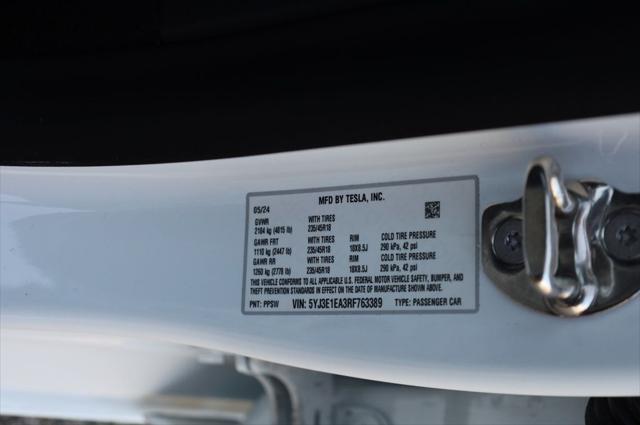 MFD BY TESLA, INC.
05/24
GVWR WITH TIRES
2184 kg (4815 lb) 235/45R18
GAWR FRT WITH TIRES RIM COLD TIRE PRESSURE
1110 kg (2447 lb) 235/45R18 18X8.5J 290 kPa, 42 psi
GAWR RR WITH TIRES RIM COLD TIRE PRESSURE
1260 kg (2778 lb) 235/45R18 18X8.5J 290 kPa, 42 psi
THIS VEHICLE CONFORMS TO ALL APPLICABLE U.S. FEDERAL MOTOR VEHICLE SAFETY, BUMPER, AND
THEFT PREVENTION STANDARDS IN EFFECT ON THE DATE OF MANUFACTURE SHOWN ABOVE.
PNT: PPSW VIN: 5YJ3E1EA3RF763389 TYPE: PASSENGER CAR